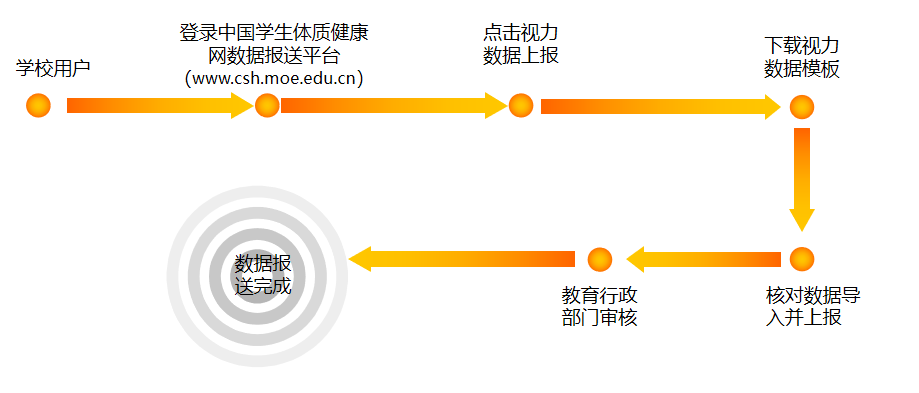 学校用户
登录中国学生体质健康
网数据报送平台
（www.csh.moe.edu.cn）
点击视力
数据上报
下载视力
数据模板
核对数据导
入并上报
教育行政
部门审核
数据报
送完成